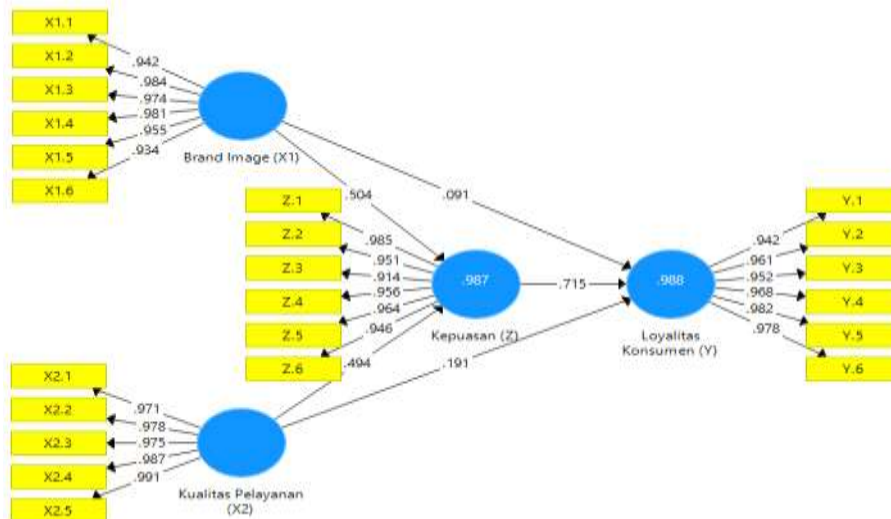 X1.1
X1.2
X1.3
X1.4
X1.5
X1.6
.942
.984
.974
.981
.955
.934
Brand Image (X1)
.504
.091
Z.1
Z.2
Z.3
Z.4
Z.5
Z.6
.985
.951
.914
.956
.964
.946
.987
Kepuasan (Z)
.715
.988
Loyalitas
Konsumen (Y)
.942
.961
.952
.968
.982
.978
Y.1
Y.2
Y.3
Y.4
Y.5
Y.6
.494
.191
X2.1
X2.2
X2.3
X2.4
X2.5
.971
.978
.975
.987
.991
Kualitas Pelayanan
(X2)